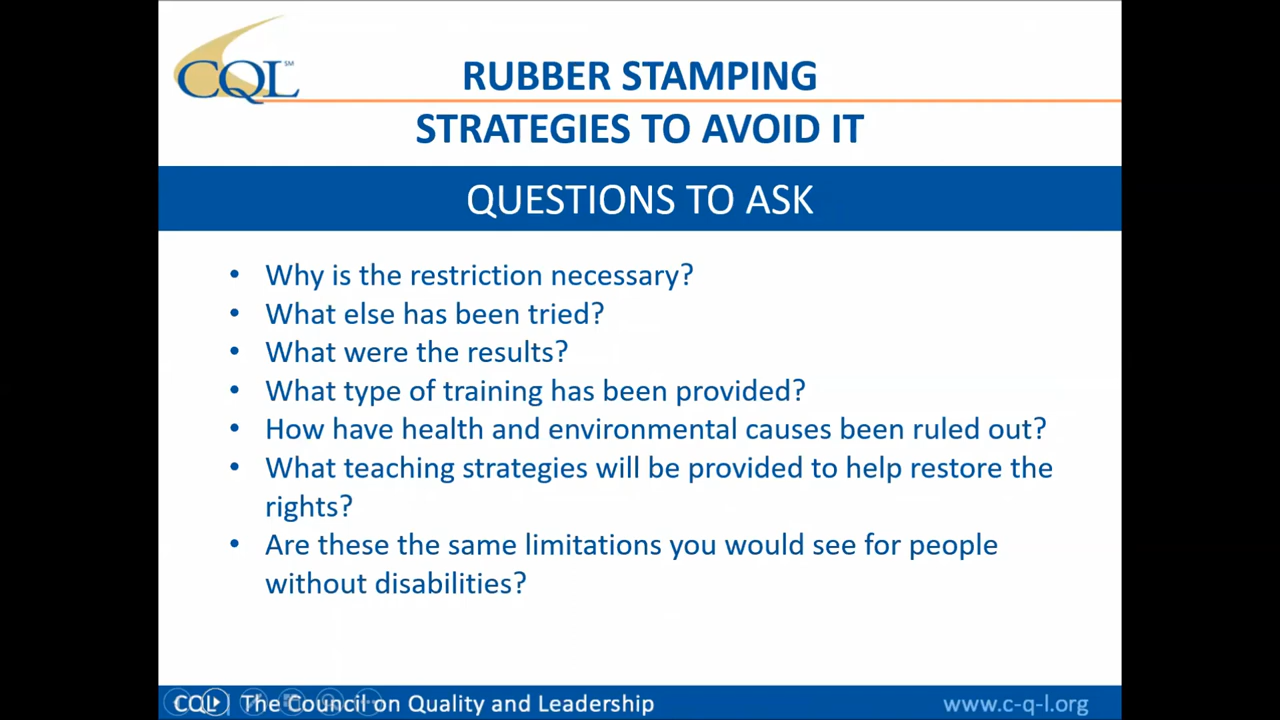 CQL SM
RUBBER STAMPING
STRATEGIES TO AVOID IT
QUESTIONS TO ASK
• Why is the restriction necessary?
• What else has been tried?
• What were the results?
• What type of training has been provided?
• How have health and environmental causes been ruled out?
• What teaching strategies will be provided to help restore the
rights?
• Are these the same limitations you would see for people
without disabilities?
CQL | The Council on Quality and Leadership
www.c-q-l.org